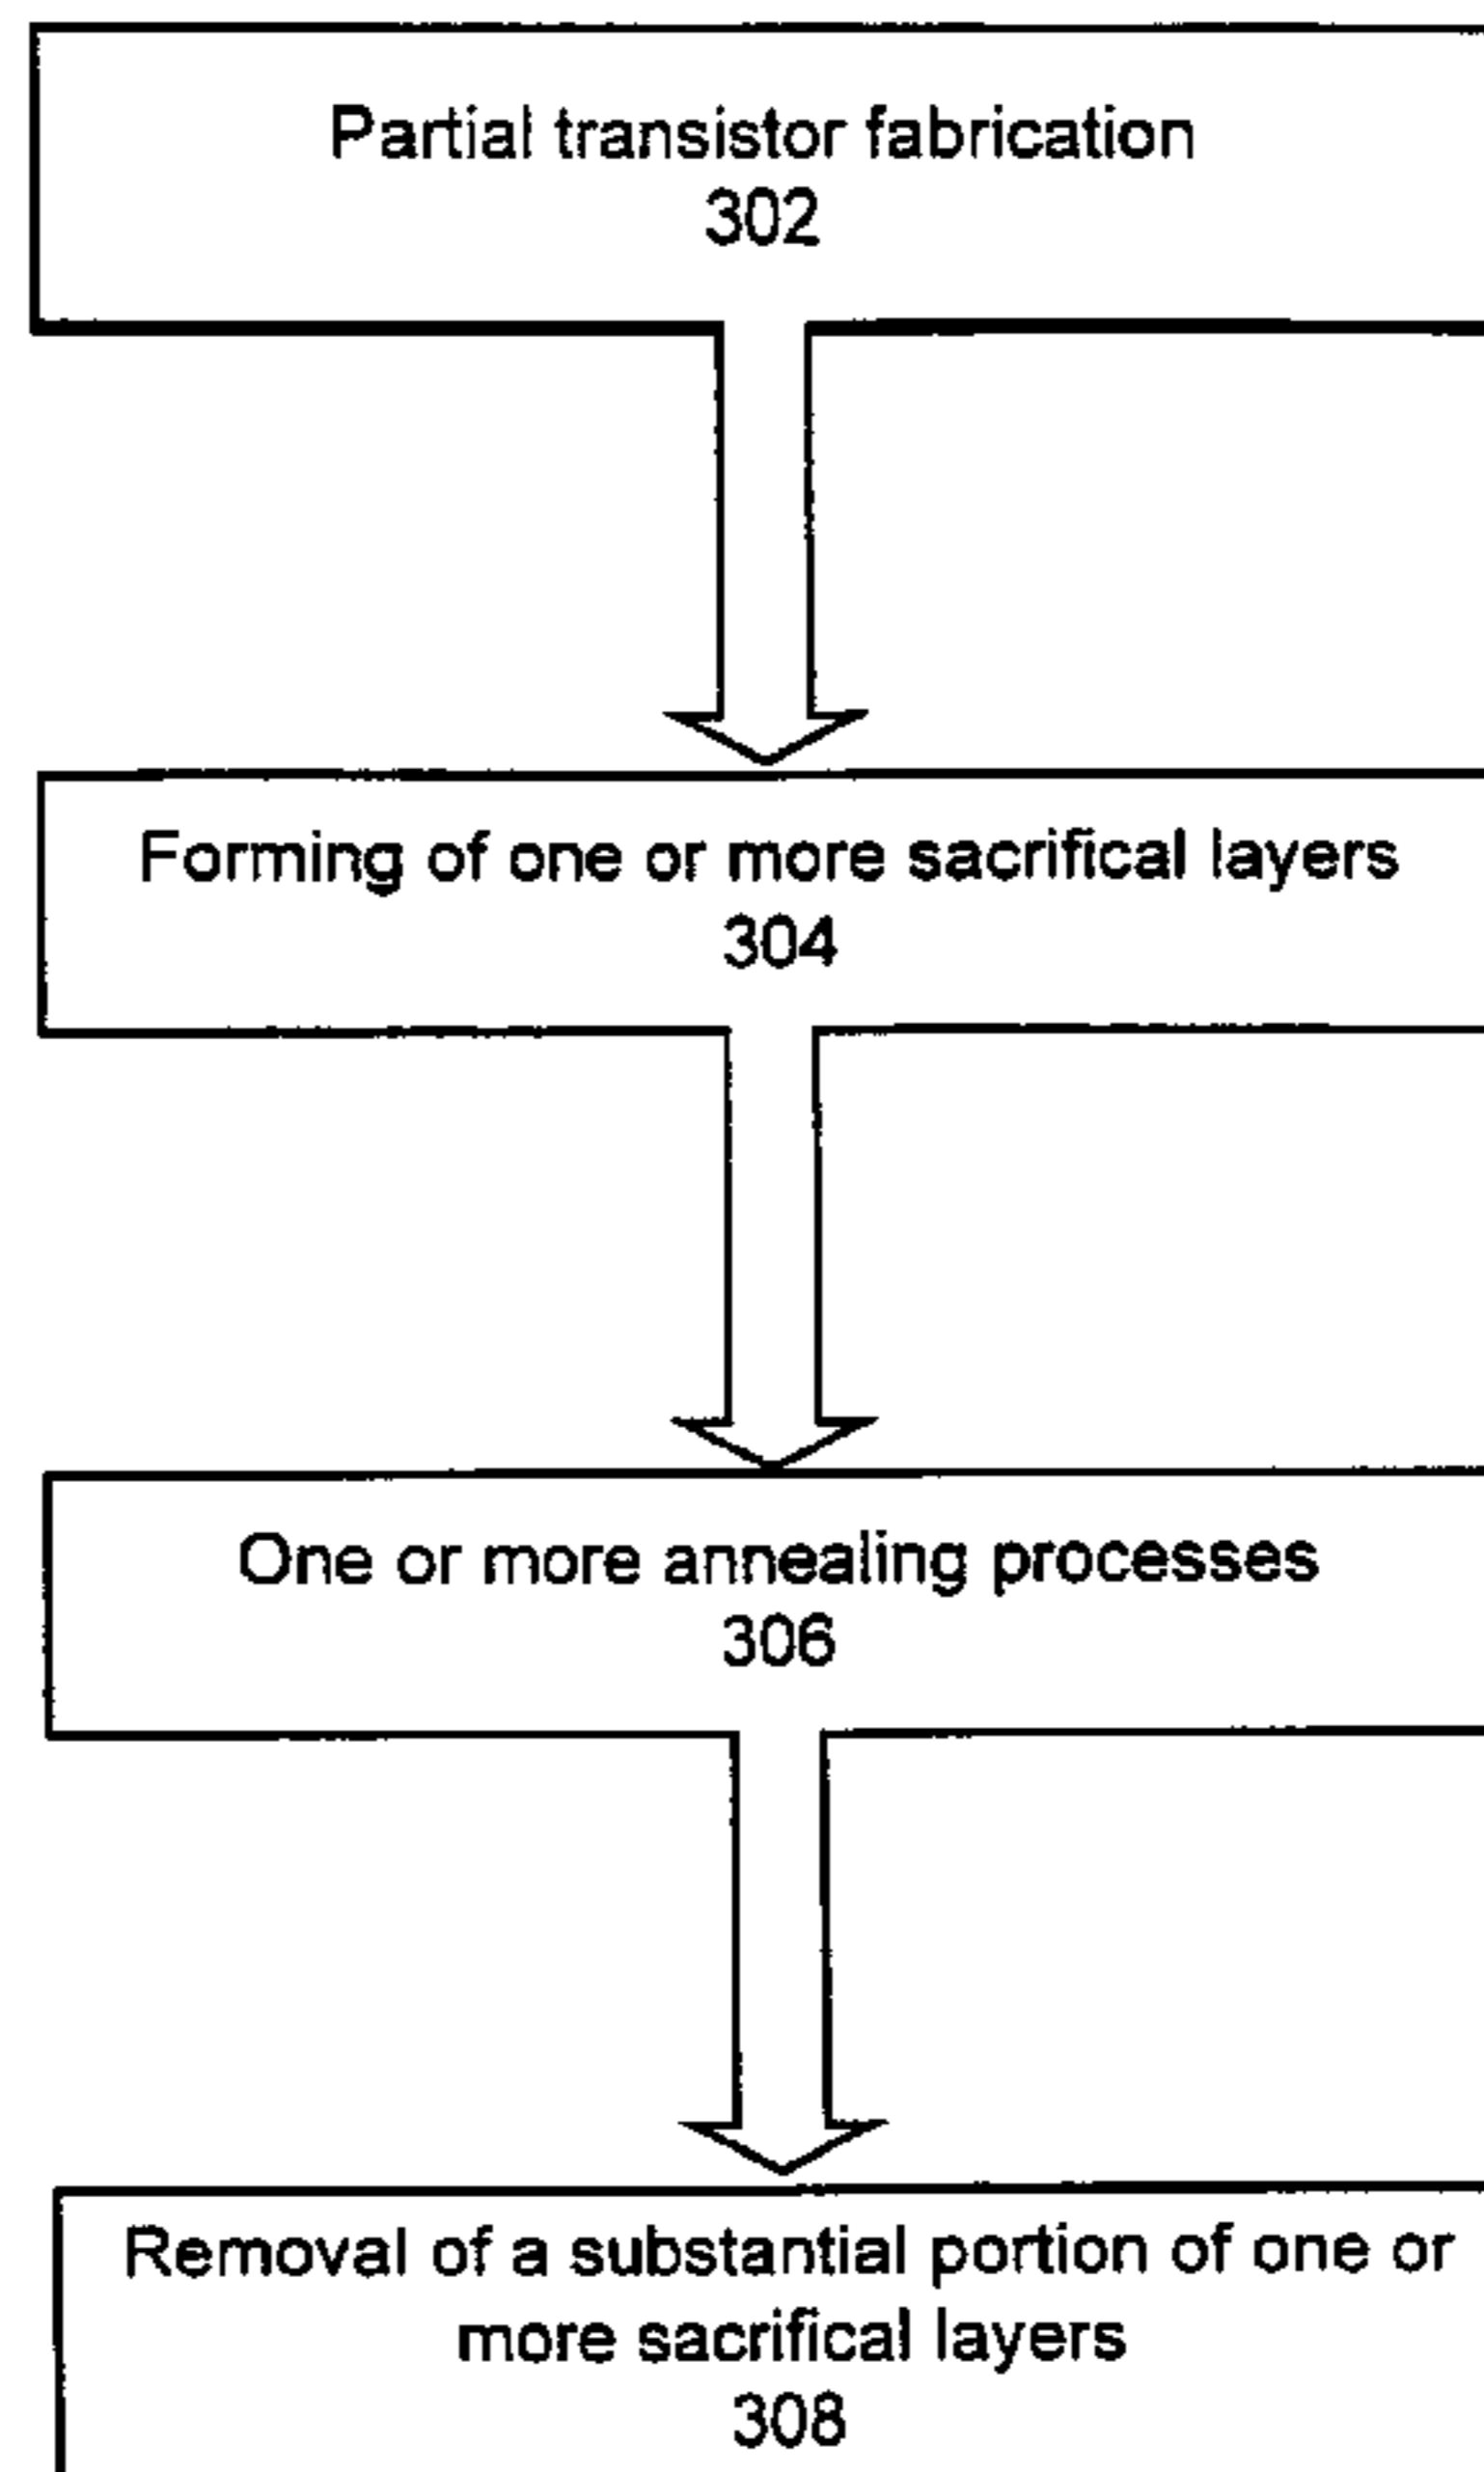 Partial transistor fabrication
302
Forming of one or more sacrifical layers
304
One or more annealing processes
306
Removal of a substantial portion of one or
more sacrifical layers
308